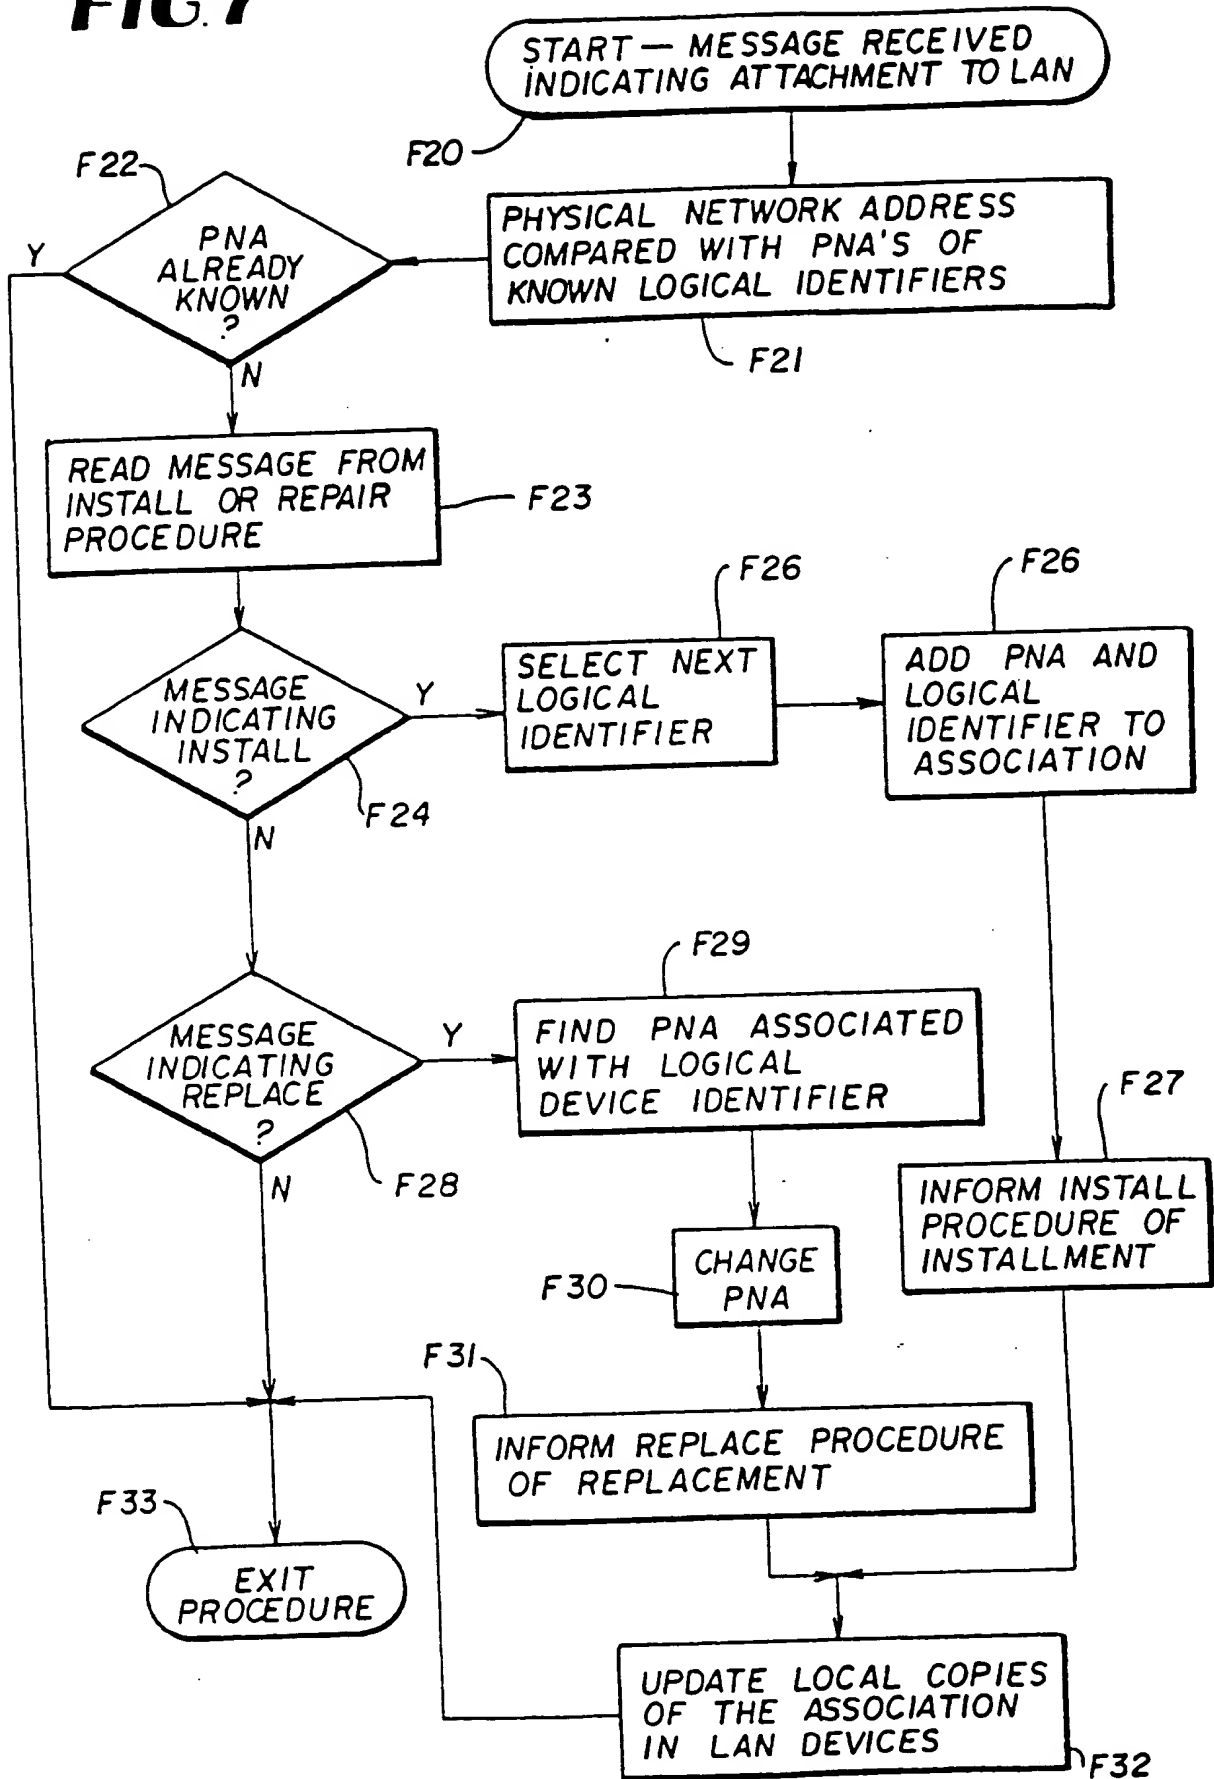 FIG. 7
START — MESSAGE RECEIVED
INDICATING ATTACHMENT TO LAN
F20
PHYSICAL NETWORK ADDRESS
COMPARED WITH PNA'S OF
KNOWN LOGICAL IDENTIFIERS
F21
F22
Y
PNA
ALREADY
KNOWN
?
N
READ MESSAGE FROM
INSTALL OR REPAIR
PROCEDURE
F23
MESSAGE
INDICATING
INSTALL
?
Y
F24
N
F26
SELECT NEXT
LOGICAL
IDENTIFIER
F26
ADD PNA AND
LOGICAL
IDENTIFIER TO
ASSOCIATION
MESSAGE
INDICATING
REPLACE
?
Y
F28
N
F29
FIND PNA ASSOCIATED
WITH LOGICAL
DEVICE IDENTIFIER
F27
INFORM INSTALL
PROCEDURE OF
INSTALLMENT
F30
CHANGE
PNA
F31
INFORM REPLACE PROCEDURE
OF REPLACEMENT
F33
EXIT
PROCEDURE
UPDATE LOCAL COPIES
OF THE ASSOCIATION
IN LAN DEVICES
F32